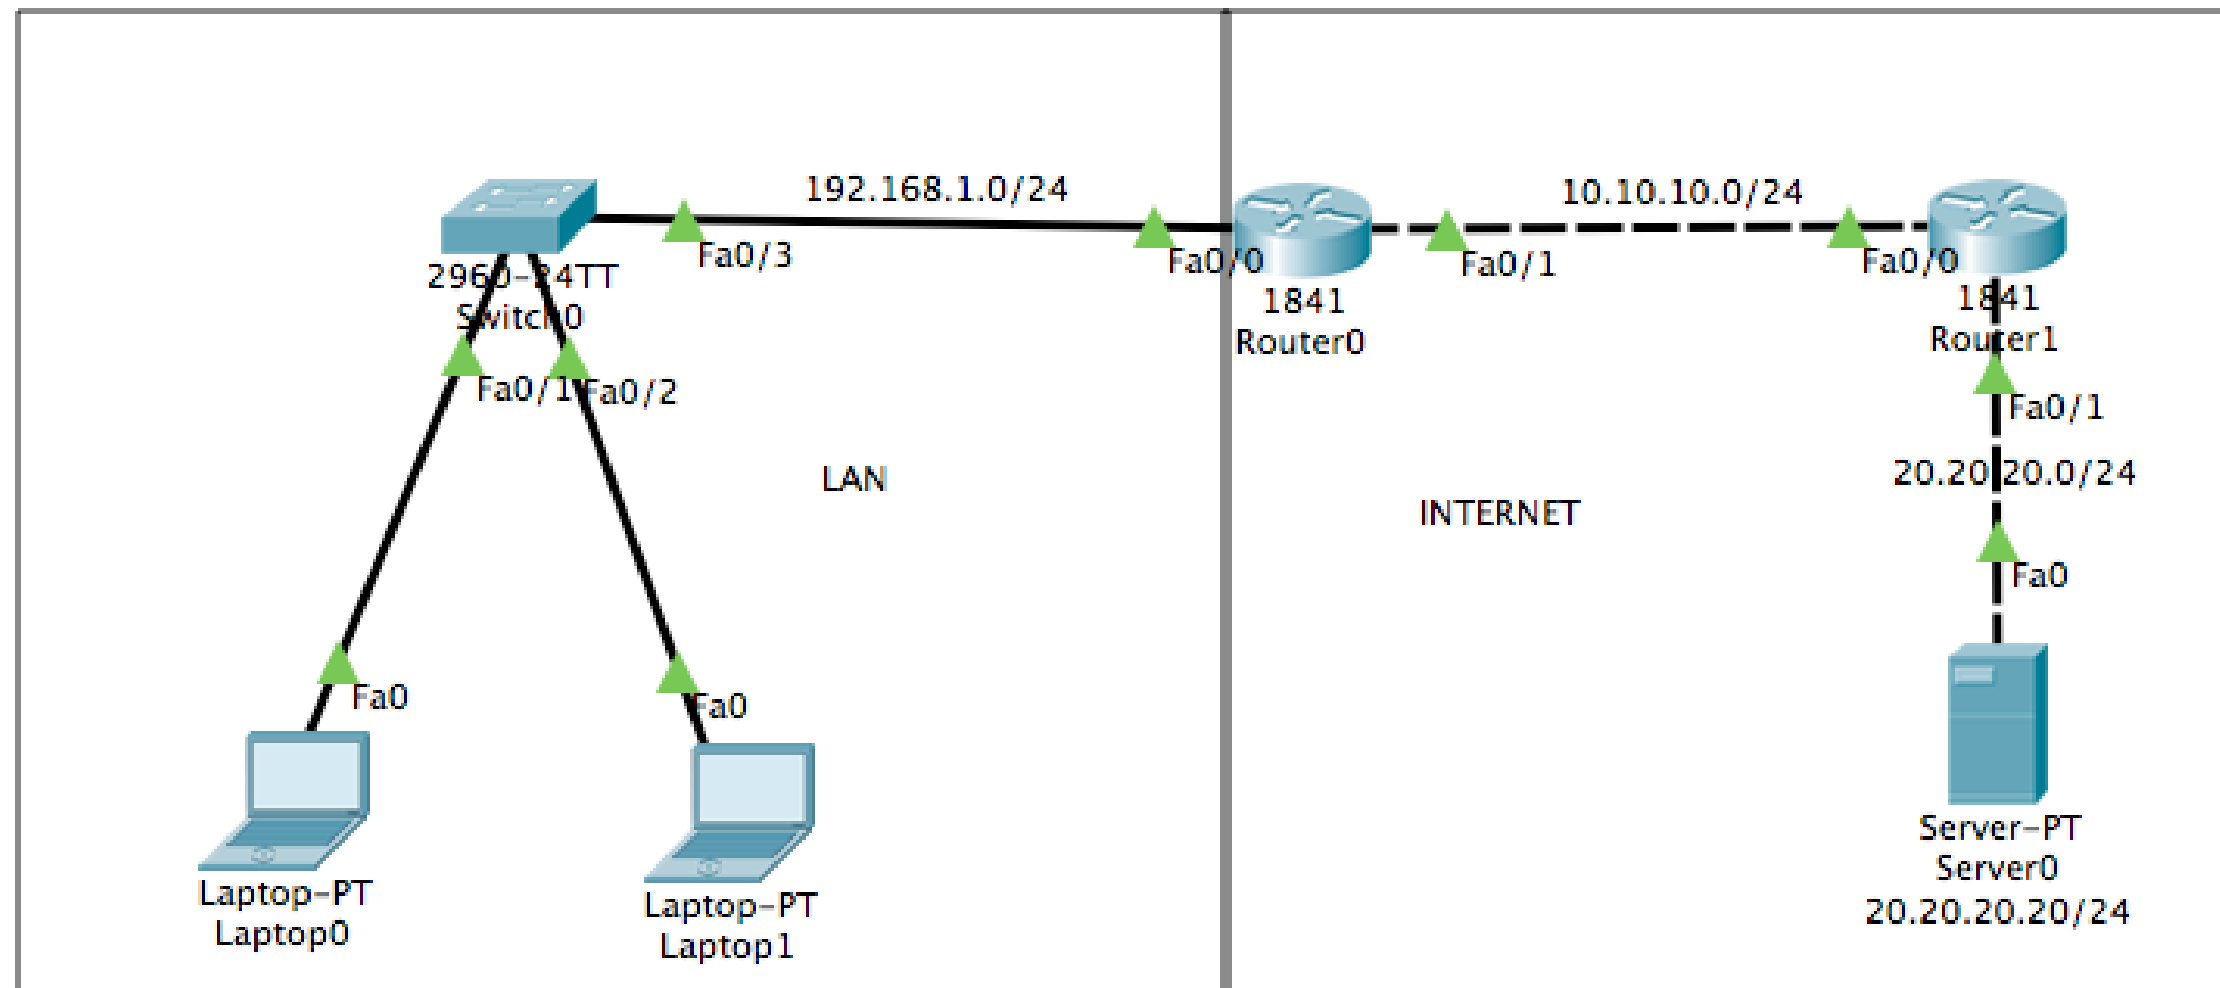 192.168.1.0/24
10.10.10.0/24
Fa0/3
Fa0/0
Fa0/1
Fa0/0
2960-24TT
Switch0
1841
Router0
1841
Router1
Fa0/1
Fa0/2
Fa0/1
LAN
20.20.20.0/24
INTERNET
Fa0
Fa0
Fa0
Laptop-PT
Laptop0
Laptop-PT
Laptop1
Server-PT
Server0
20.20.20.20/24